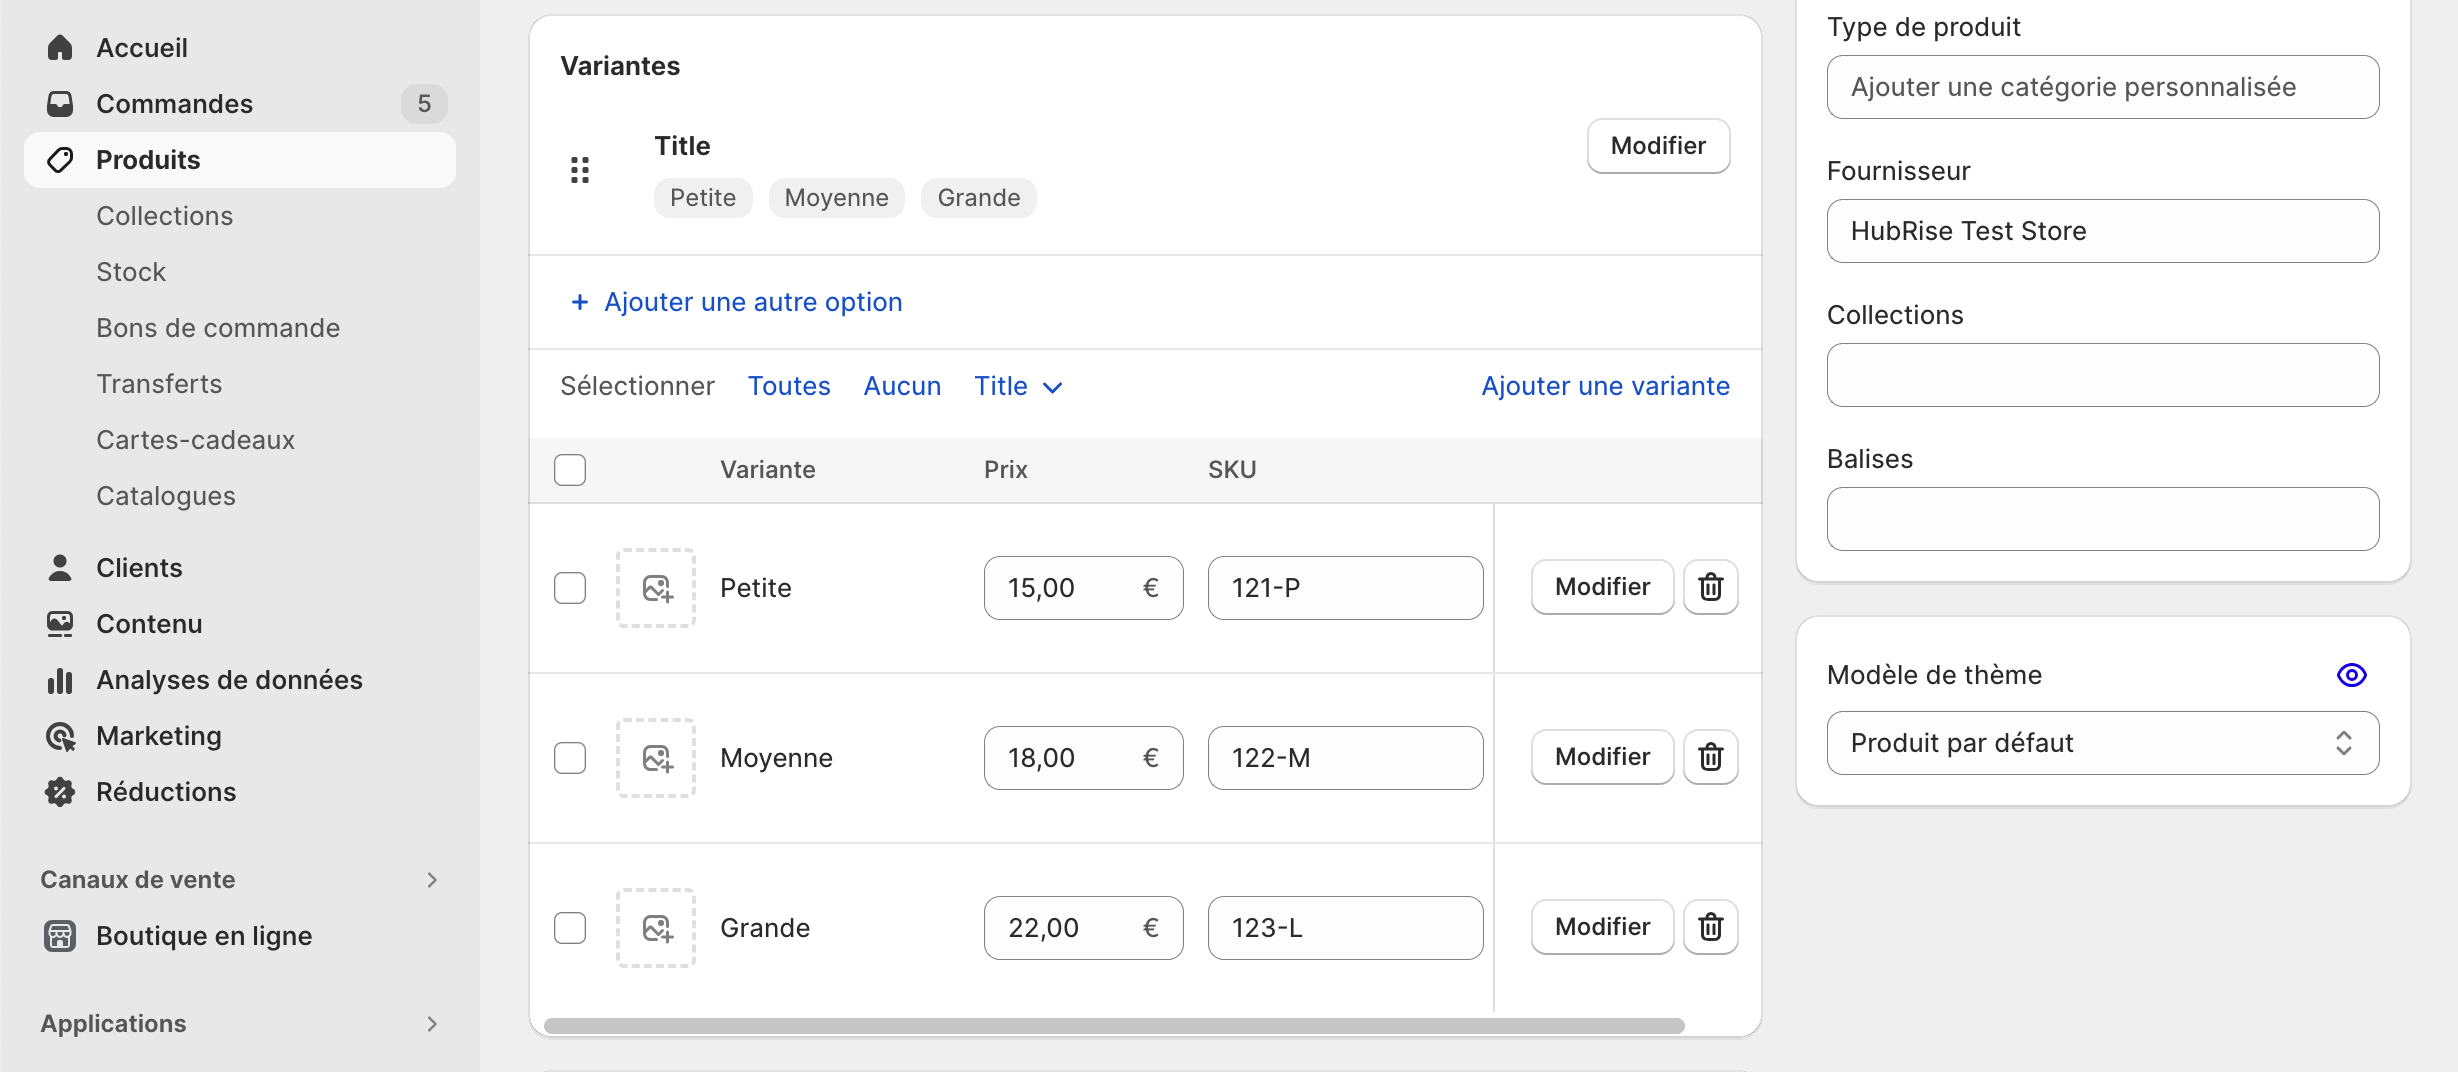 Accueil
Commandes 5
Produits
Collections
Stock
Bons de commande
Transferts
Cartes-cadeaux
Catalogues
Clients
Contenu
Analyses de données
Marketing
Réductions
Canaux de vente
Boutique en ligne
Applications
Variantes
Title
Modifier
Petite Moyenne Grande
+ Ajouter une autre option
Sélectionner Toutes Aucun Title Ajouter une variante
Variante Prix SKU
Petite 15,00 € 121-P Modifier
Moyenne 18,00 € 122-M Modifier
Grande 22,00 € 123-L Modifier
Type de produit
Ajouter une catégorie personnalisée
Fournisseur
HubRise Test Store
Collections
Balises
Modèle de thème
Produit par défaut